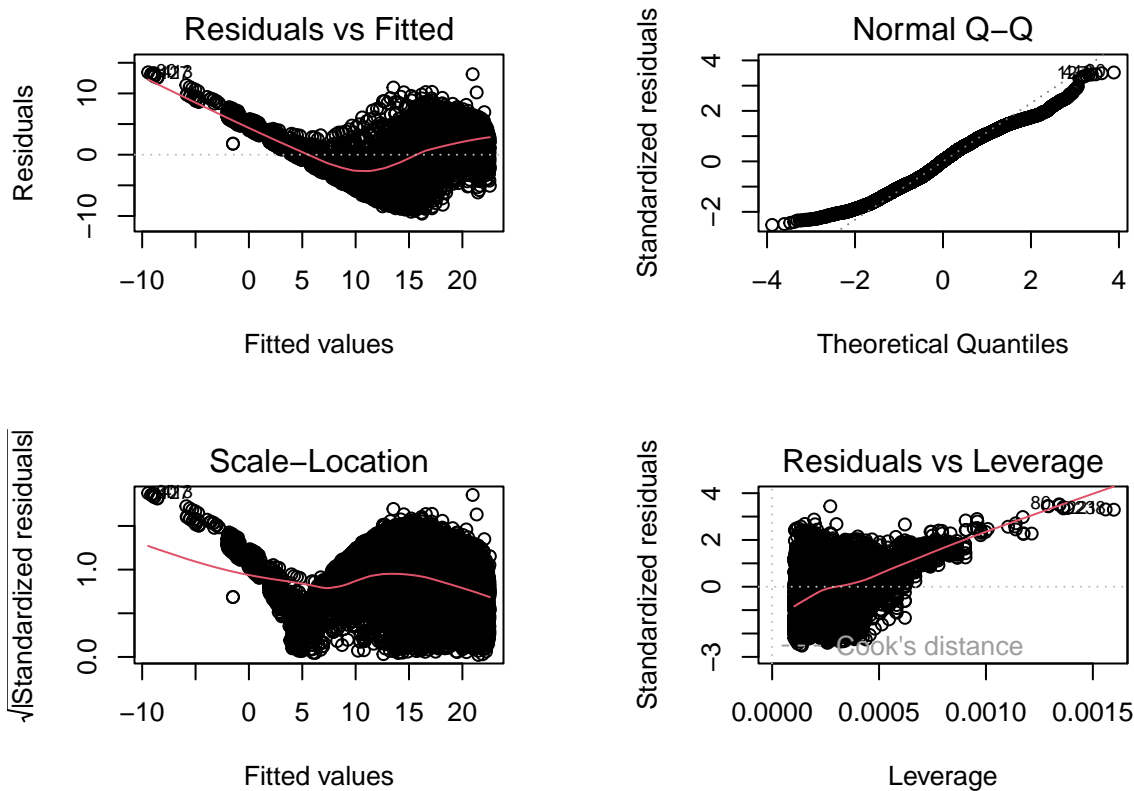 Residuals vs Fitted
Residuals
10
0
−10
−10
0
5
10
15
20
Fitted values
Normal Q−Q
Standardized residuals
4
2
0
−2
−4
−2
0
2
4
Theoretical Quantiles
Scale−Location
√|Standardized residuals|
1.0
0.0
−10
0
5
10
15
20
Fitted values
Residuals vs Leverage
Standardized residuals
4
2
0
−3
80
Cook's distance
0.0000
0.0005
0.0010
0.0015
Leverage